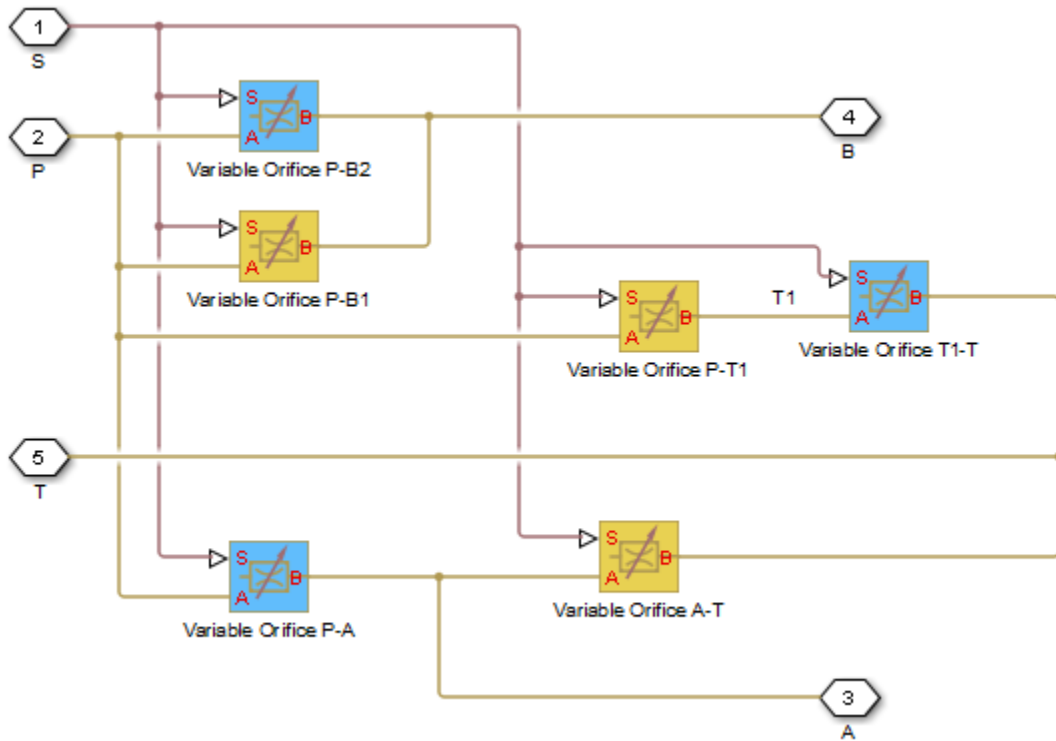 1
S
S
B
A
Variable Orifice P-B2
2
P
4
B
S
B
A
Variable Orifice P-B1
S
B
A
Variable Orifice P-T1
T1
S
B
A
Variable Orifice T1-T
5
T
S
B
A
Variable Orifice P-A
S
B
A
Variable Orifice A-T
3
A